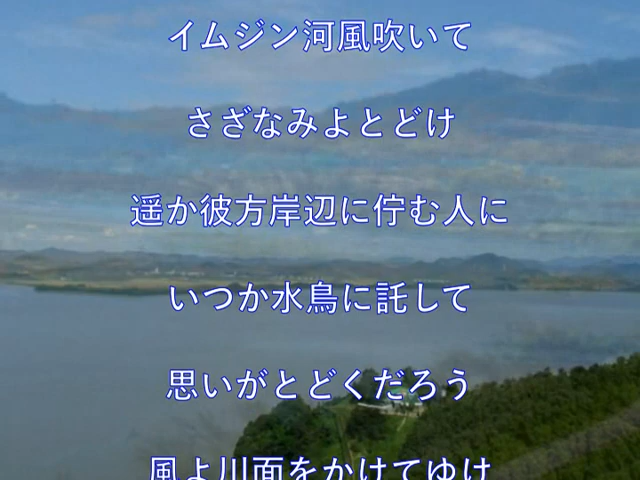 イムジン河風吹いて
さざなみよとどけ
遥か彼方岸辺に佇む人に
いつか水鳥に託して
思いがとどくだろう
風よ川面をかけてゆけ